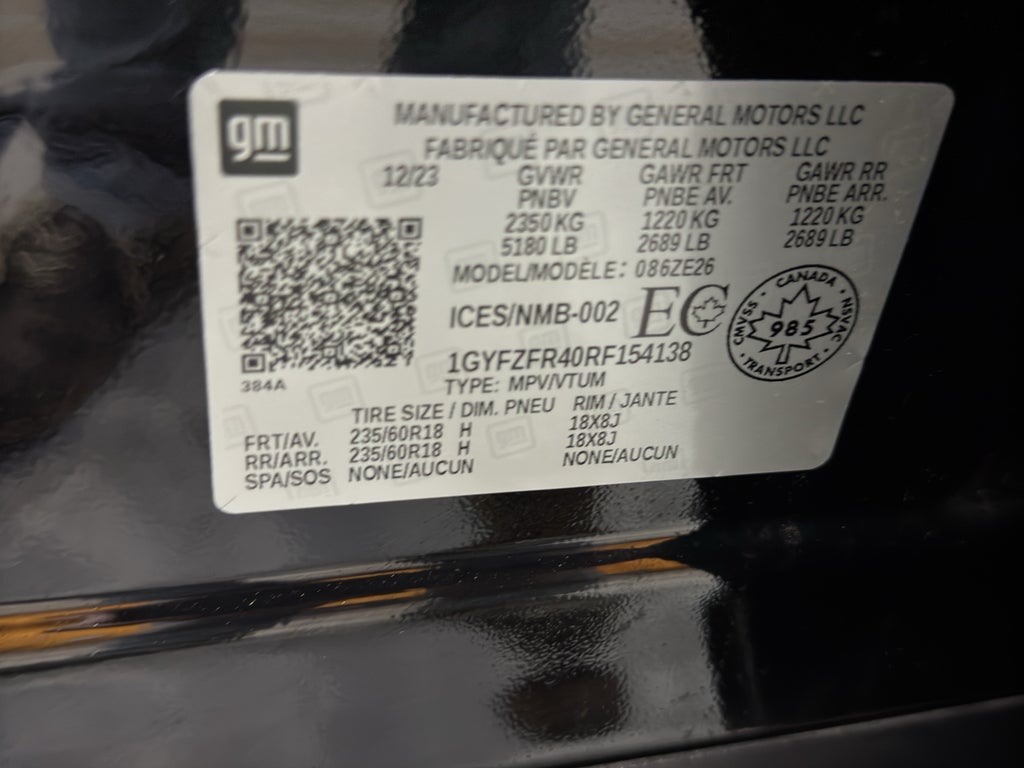 gm
MANUFACTURED BY GENERAL MOTORS LLC
FABRIQUÉ PAR GENERAL MOTORS LLC
12/23 GVWR GAWR FRT GAWR RR
PNBV PNBE AV. PNBE ARR.
2350 KG 1220 KG 1220 KG
5180 LB 2689 LB 2689 LB
MODEL/MODÈLE: 086ZE26
ICES/NMB-002 EC
CANADA
CMVSS · 985 · NSVAC
TRANSPORT
1GYFZFR40RF154138
384A
TYPE: MPV/VTUM
TIRE SIZE / DIM. PNEU RIM / JANTE
FRT/AV. 235/60R18 H 18X8J
RR/ARR. 235/60R18 H 18X8J
SPA/SOS NONE/AUCUN NONE/AUCUN